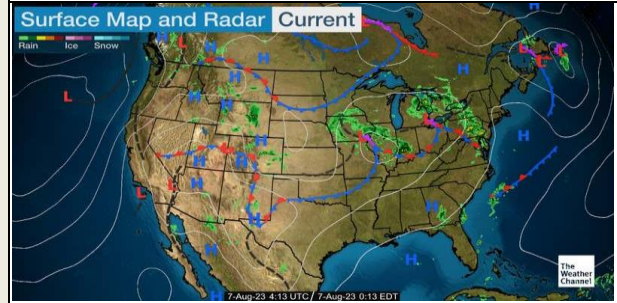 Surface Map and Radar Current
Rain Ice Snow
H
L
H
H
H
L
L
L
H
H
L
H
H
H
H
L
H
H
H
H
L
L
H
H
H
H
The
Weather
Channel
7-Aug-23 4:13 UTC / 7-Aug-23 0:13 EDT